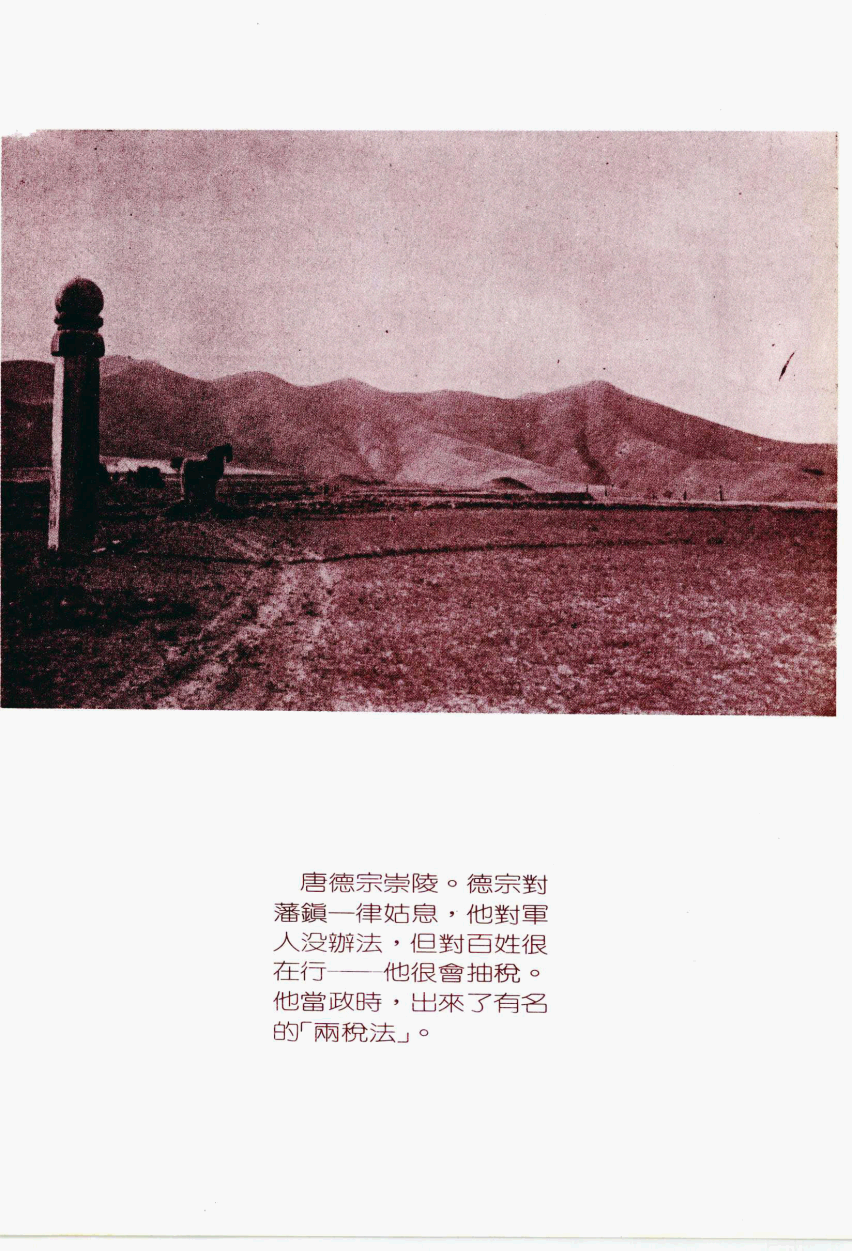 唐德宗崇陵。德宗對
藩鎮一律姑息，他對軍
人没辦法，但對百姓很
在行——他很會抽稅。
他當政時，出來了有名
的「兩稅法」。